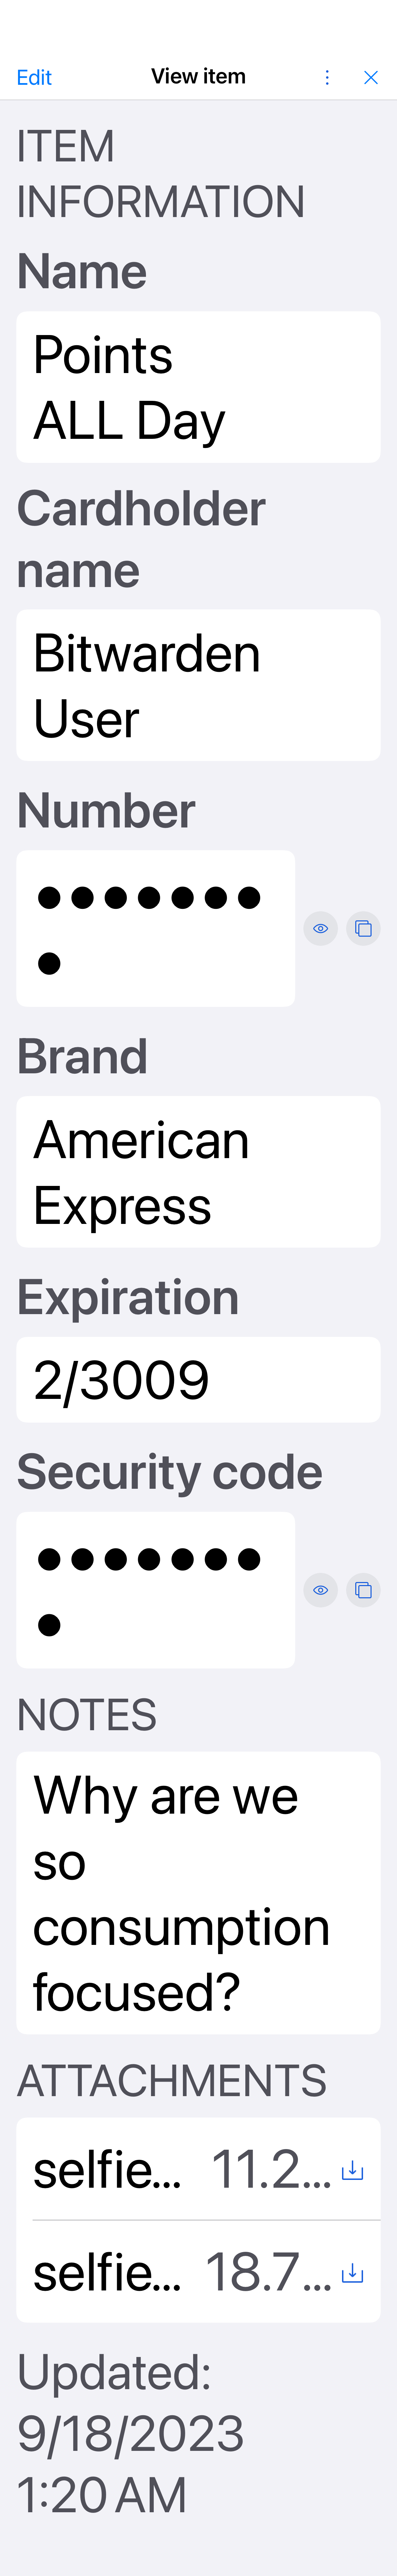 Edit View item
ITEM
INFORMATION
Name
Points
ALL Day
Cardholder
name
Bitwarden
User
Number
●●●●●●●
●
Brand
American
Express
Expiration
2/3009
Security code
●●●●●●●
●
NOTES
Why are we
so
consumption
focused?
ATTACHMENTS
selfie... 11.2...
selfie... 18.7...
Updated:
9/18/2023
1:20 AM